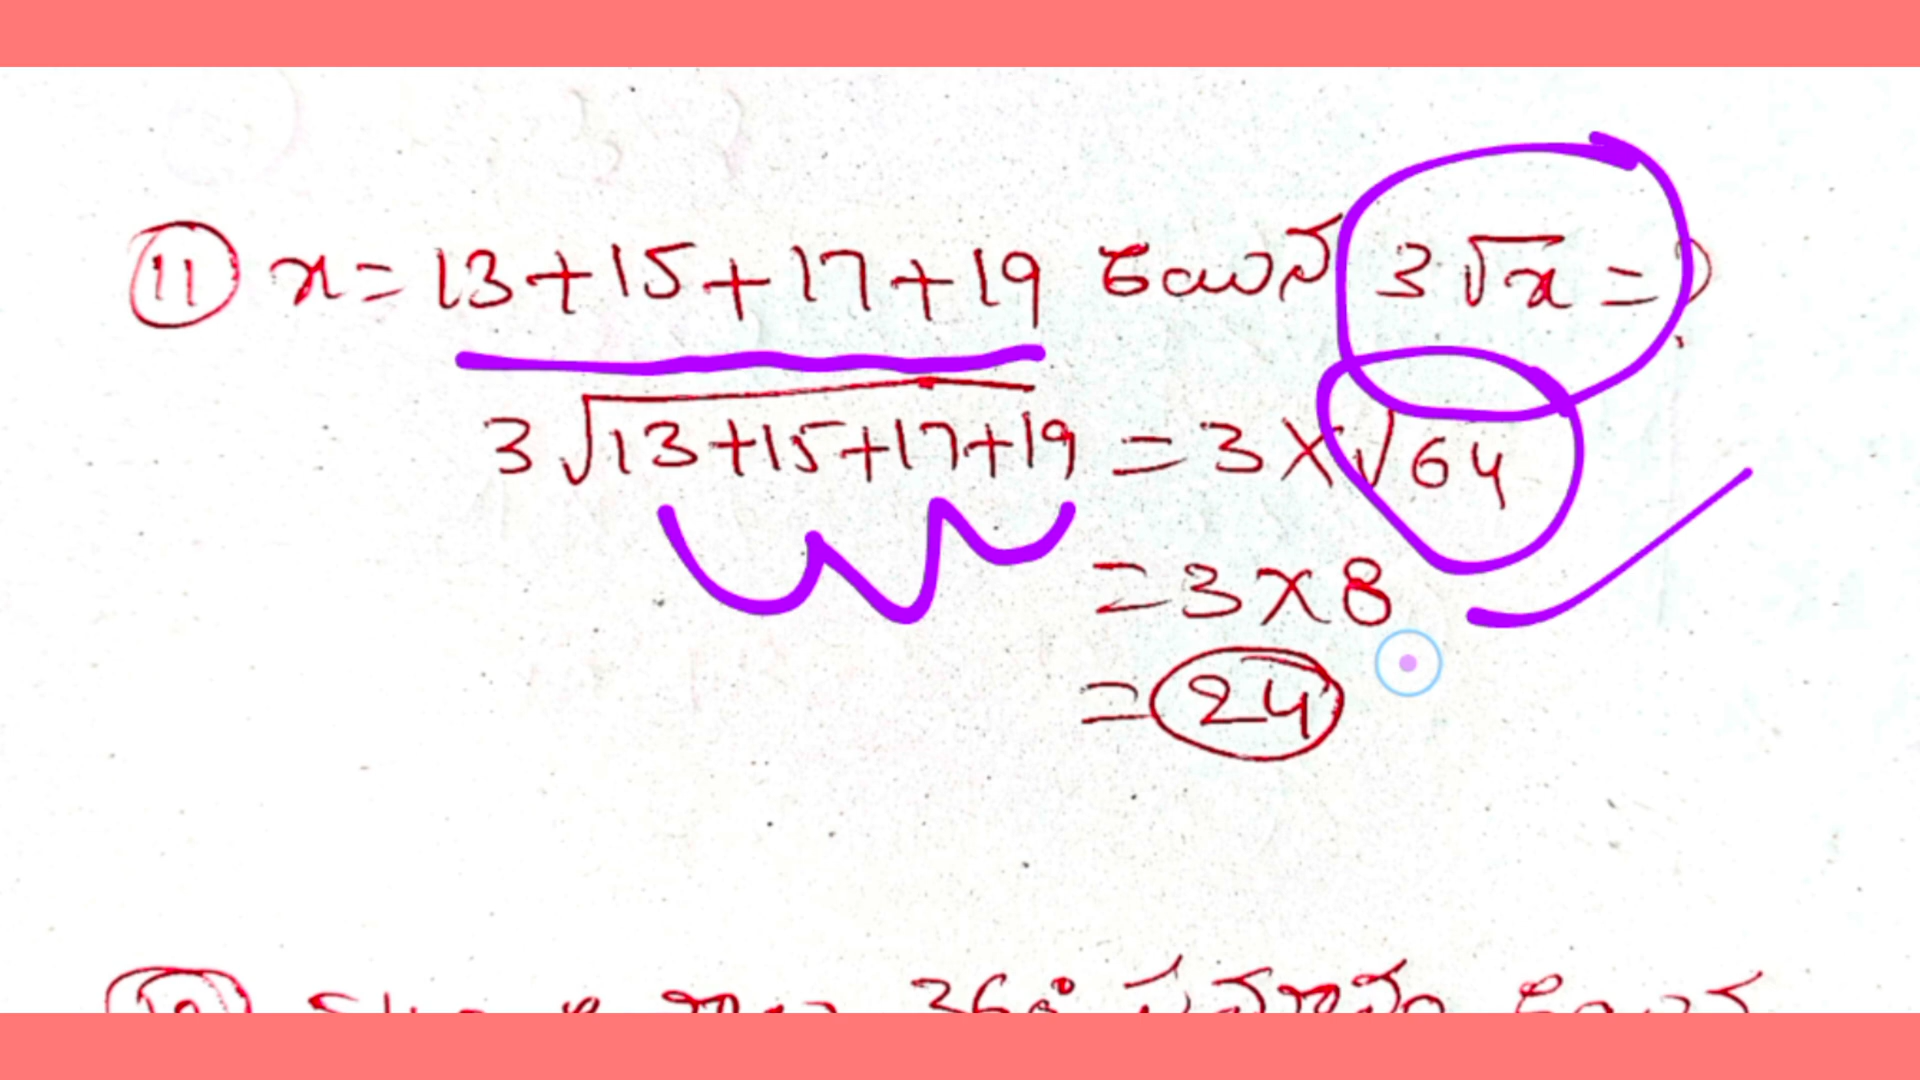 ⑪ x = 13+15+17+19 అయిన 3√x = ?
3√13+15+17+19 = 3×√64
= 3×8
= 24